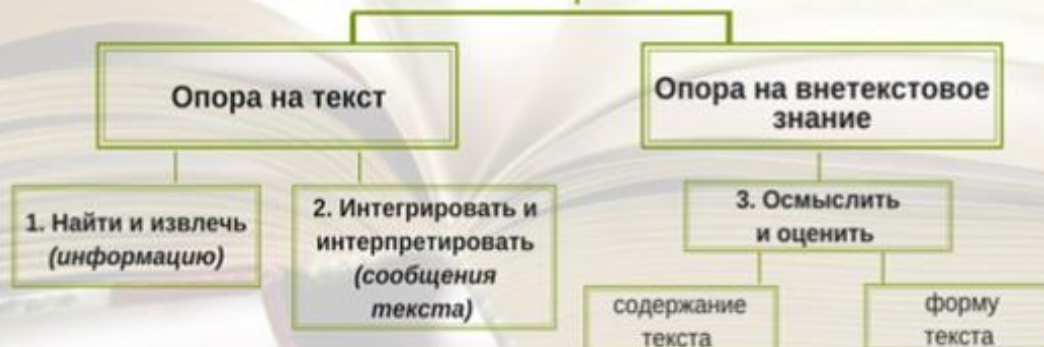 Опора на текст
Опора на внетекстовое
знание
1. Найти и извлечь
(информацию)
2. Интегрировать и
интерпретировать
(сообщения
текста)
3. Осмыслить
и оценить
содержание
текста
форму
текста